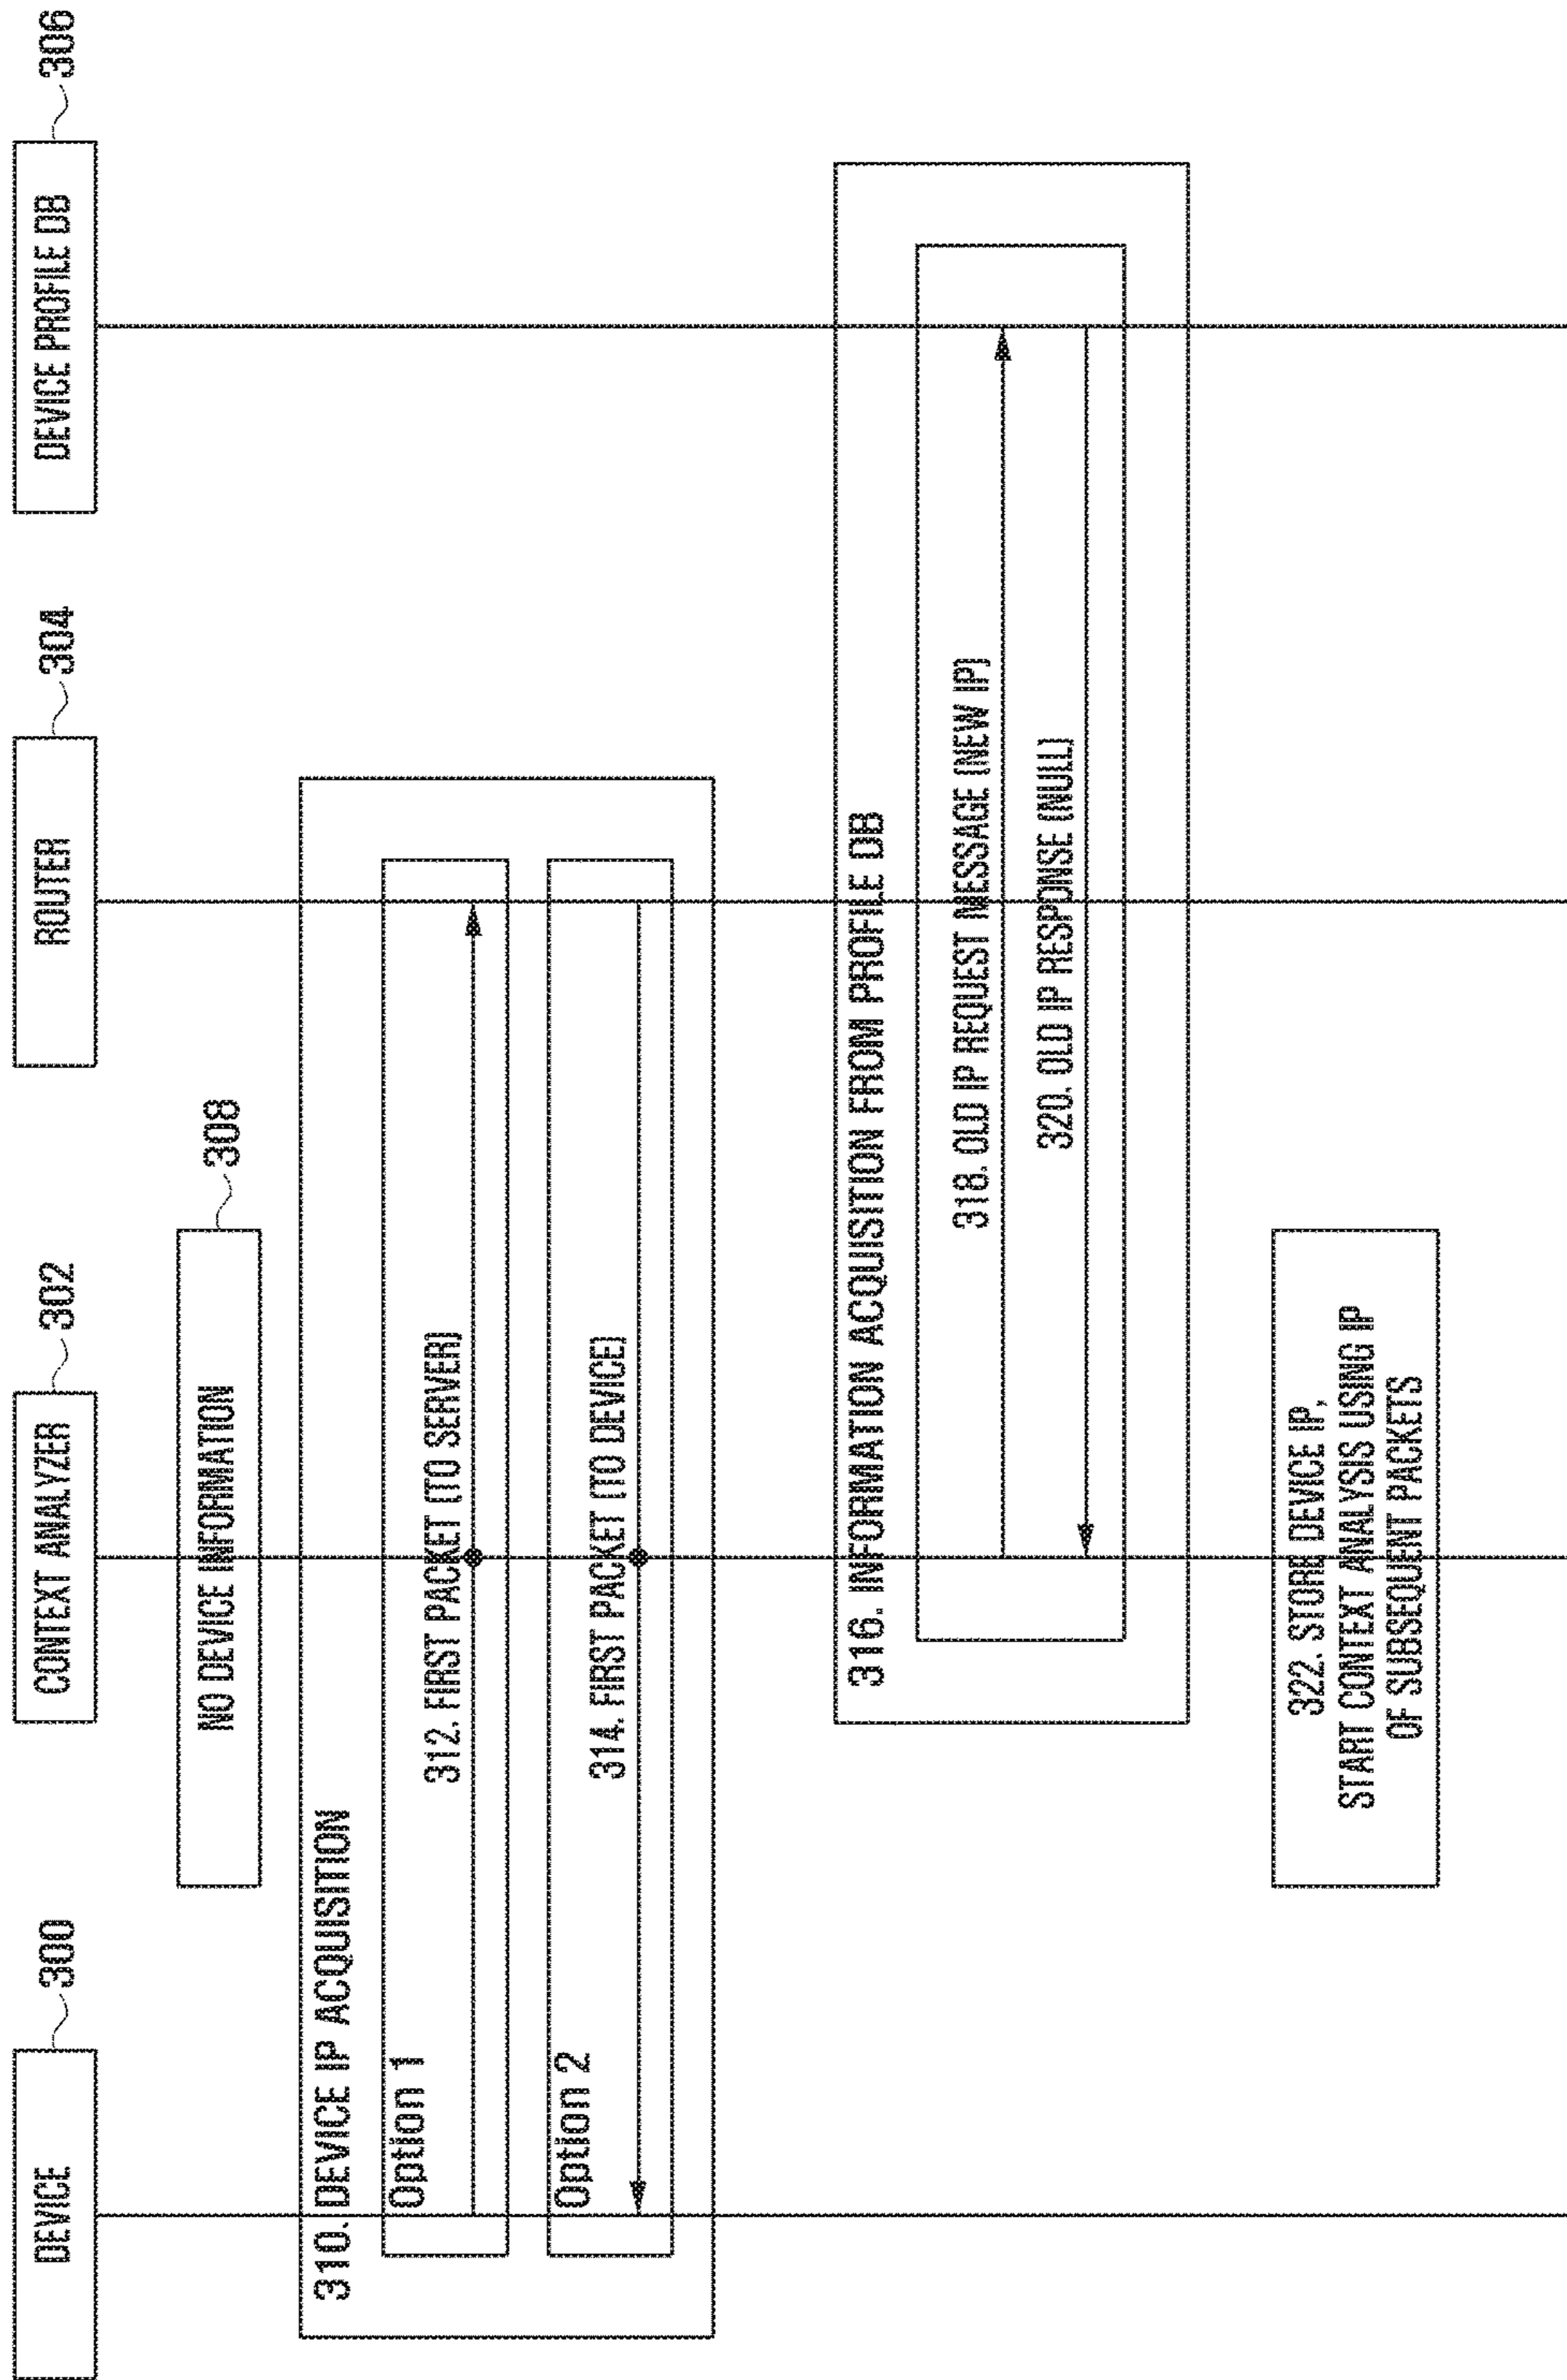 DEVICE
300
CONTEXT ANALYZER
302
ROUTER
304
DEVICE PROFILE DB
306
NO DEVICE INFORMATION
308
310. DEVICE IP ACQUISITION
Option 1
312. FIRST PACKET (TO SERVER)
Option 2
314. FIRST PACKET (TO DEVICE)
316. INFORMATION ACQUISITION FROM PROFILE DB
318. OLD IP REQUEST MESSAGE (NEW IP)
320. OLD IP RESPONSE (NULL)
322. STORE DEVICE IP,
START CONTEXT ANALYSIS USING IP
OF SUBSEQUENT PACKETS